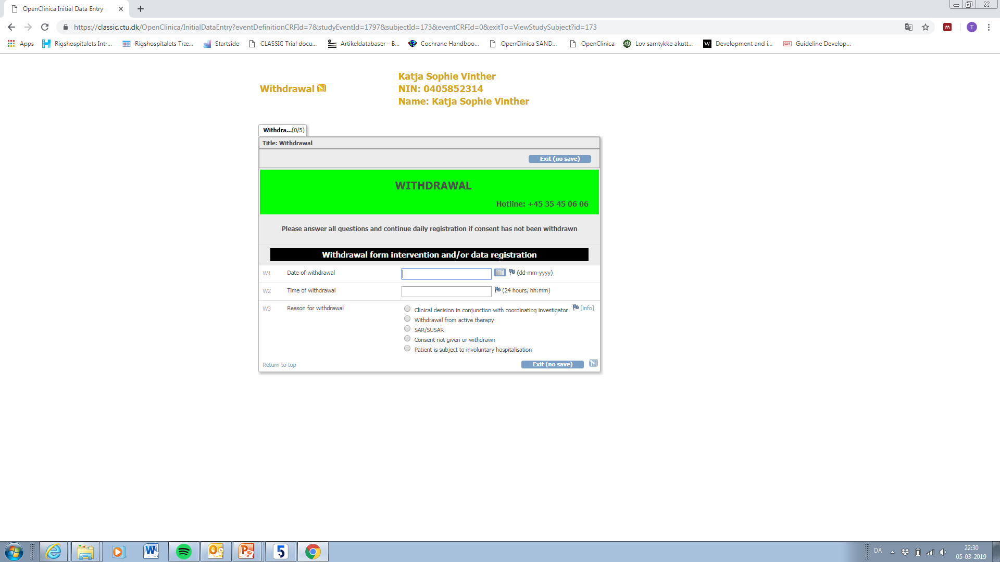 OpenClinica Initial Data Entry
https://classic.ctu.dk/OpenClinica/InitialDataEntry?eventDefinitionCRFId=7&studyEventId=1797&subjectId=173&eventCRFId=0&exitTo=ViewStudySubject?id=173
T
Apps Rigshospitalets Intr... Rigshospitalets Træ... Startside CLASSIC Trial docu... Artikeldatabaser - B... Cochrane Handboo... OpenClinica SAND... OpenClinica Lov samtykke akutt... Development and i... Guideline Develop...
Katja Sophie Vinther
Withdrawal NIN: 0405852314
Name: Katja Sophie Vinther
Withdra...(0/5)
Title: Withdrawal
Exit (no save)
WITHDRAWAL
Hotline: +45 35 45 06 06
Please answer all questions and continue daily registration if consent has not been withdrawn
Withdrawal form intervention and/or data registration
W1 Date of withdrawal (dd-mm-yyyy)
W2 Time of withdrawal (24 hours, hh:mm)
W3 Reason for withdrawal Clinical decision in conjunction with coordinating investigator [info]
Withdrawal from active therapy
SAR/SUSAR
Consent not given or withdrawn
Patient is subject to involuntary hospitalisation
Return to top Exit (no save)
DA 22:30
05-03-2019